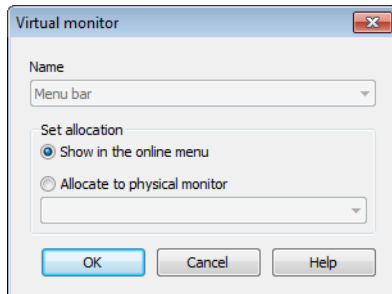 Virtual monitor
Name
Menu bar
Set allocation
Show in the online menu
Allocate to physical monitor
OK Cancel Help